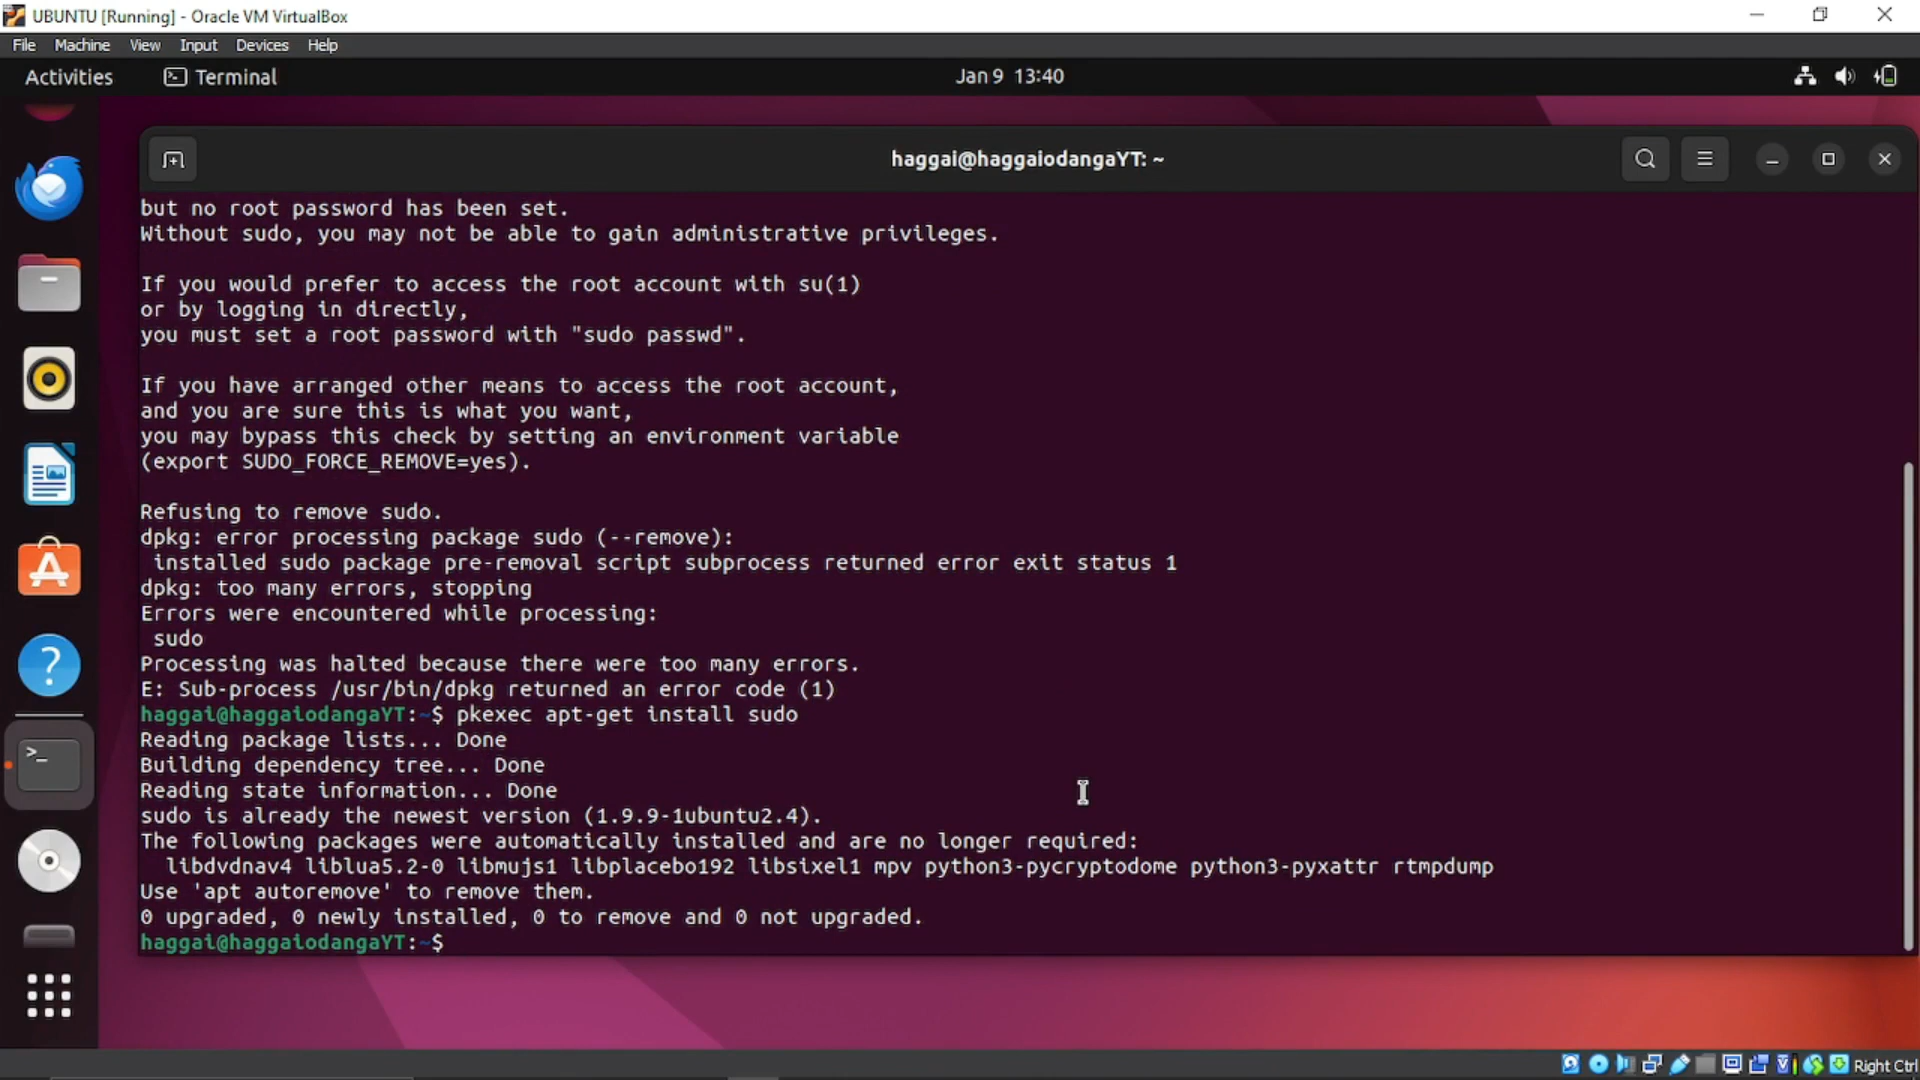 UBUNTU [Running] - Oracle VM VirtualBox
File Machine View Input Devices Help
Activities Terminal Jan 9 13:40
haggai@haggaiodangaYT: ~
but no root password has been set.
Without sudo, you may not be able to gain administrative privileges.
If you would prefer to access the root account with su(1)
or by logging in directly,
you must set a root password with "sudo passwd".
If you have arranged other means to access the root account,
and you are sure this is what you want,
you may bypass this check by setting an environment variable
(export SUDO_FORCE_REMOVE=yes).
Refusing to remove sudo.
dpkg: error processing package sudo (--remove):
installed sudo package pre-removal script subprocess returned error exit status 1
dpkg: too many errors, stopping
Errors were encountered while processing:
sudo
Processing was halted because there were too many errors.
E: Sub-process /usr/bin/dpkg returned an error code (1)
haggai@haggaiodangaYT:~$ pkexec apt-get install sudo
Reading package lists... Done
Building dependency tree... Done
Reading state information... Done
sudo is already the newest version (1.9.9-1ubuntu2.4).
The following packages were automatically installed and are no longer required:
libdvdnav4 liblua5.2-0 libmujs1 libplacebo192 libsixel1 mpv python3-pycryptodome python3-pyxattr rtmpdump
Use 'apt autoremove' to remove them.
0 upgraded, 0 newly installed, 0 to remove and 0 not upgraded.
haggai@haggaiodangaYT:~$
Right Ctrl